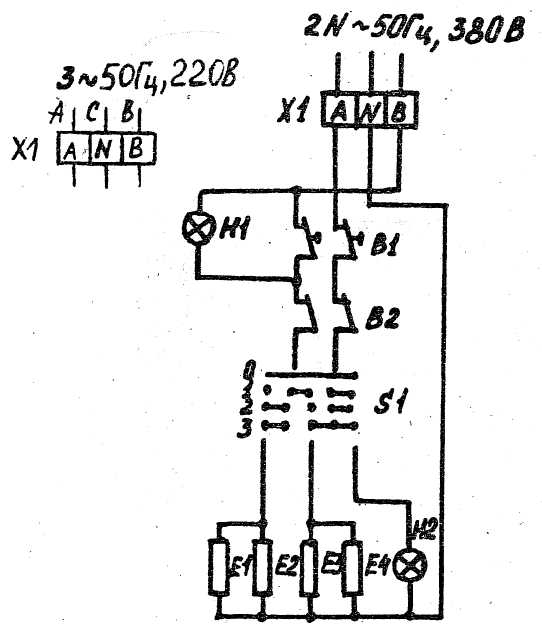 2N~50Гц, 380В
3~50Гц, 220В
A C B
X1 A N B
X1 A N B
H1
B1
B2
0
1
2
3
S1
H2
E1 E2 E3 E4